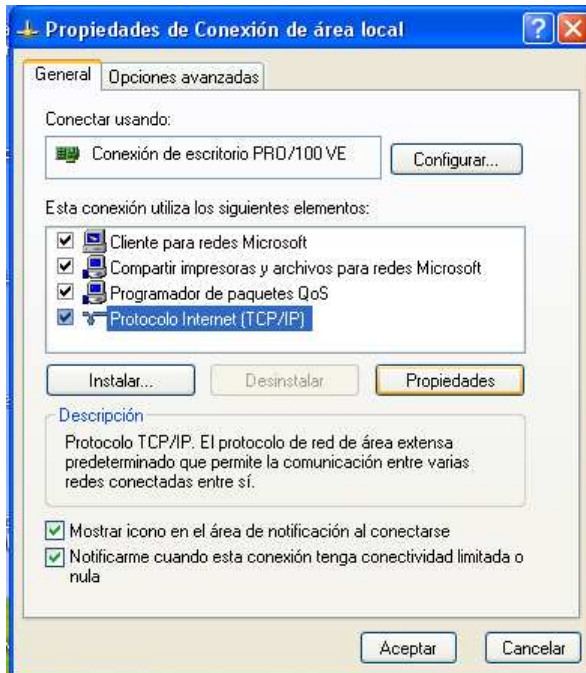 Propiedades de Conexión de área local
General
Opciones avanzadas
Conectar usando:
Conexión de escritorio PRO/100 VE
Configurar...
Esta conexión utiliza los siguientes elementos:
Cliente para redes Microsoft
Compartir impresoras y archivos para redes Microsoft
Programador de paquetes QoS
Protocolo Internet (TCP/IP)
Instalar...
Desinstalar
Propiedades
Descripción
Protocolo TCP/IP. El protocolo de red de área extensa
predeterminado que permite la comunicación entre varias
redes conectadas entre sí.
Mostrar icono en el área de notificación al conectarse
Notificarme cuando esta conexión tenga conectividad limitada o
nula
Aceptar
Cancelar